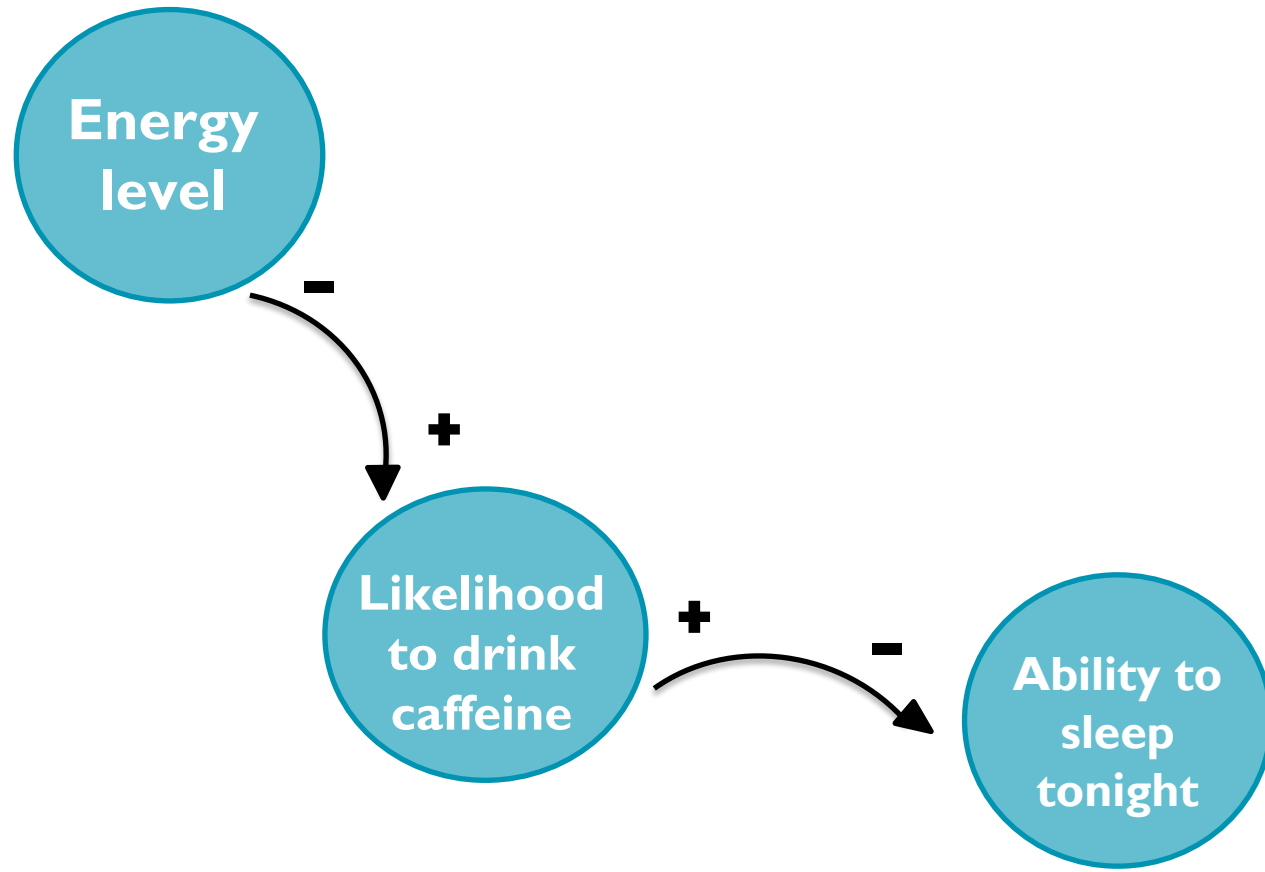 Energy
level
-
+
Likelihood
to drink
caffeine
+
-
Ability to
sleep
tonight